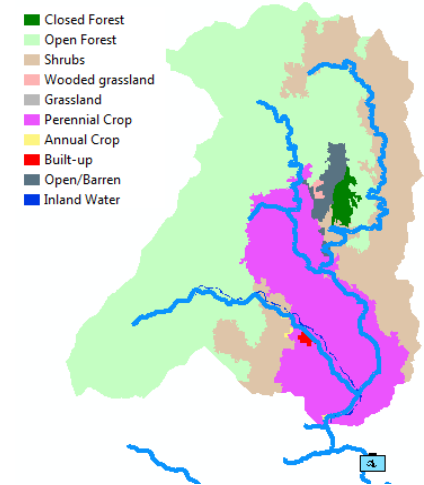 Closed Forest
Open Forest
Shrubs
Wooded grassland
Grassland
Perennial Crop
Annual Crop
Built-up
Open/Barren
Inland Water